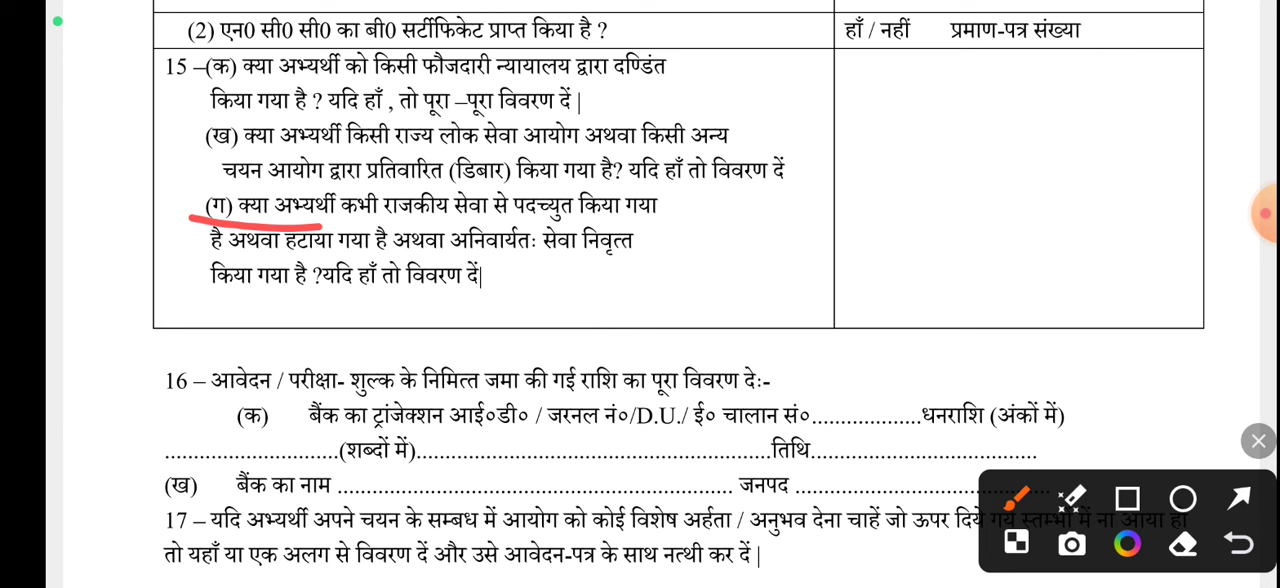 (2) एन0 सी0 सी0 का बी0 सर्टीफिकेट प्राप्त किया है ? हाँ / नहीं प्रमाण-पत्र संख्या
15 –(क) क्या अभ्यर्थी को किसी फौजदारी न्यायालय द्वारा दण्डिंत
किया गया है ? यदि हाँ , तो पूरा –पूरा विवरण दें |
(ख) क्या अभ्यर्थी किसी राज्य लोक सेवा आयोग अथवा किसी अन्य
चयन आयोग द्वारा प्रतिवारित (डिबार) किया गया है? यदि हाँ तो विवरण दें
(ग) क्या अभ्यर्थी कभी राजकीय सेवा से पदच्युत किया गया
है अथवा हटाया गया है अथवा अनिवार्यतः सेवा निवृत्त
किया गया है ?यदि हाँ तो विवरण दें|
16 – आवेदन / परीक्षा- शुल्क के निमित्त जमा की गई राशि का पूरा विवरण देः-
(क) बैंक का ट्रांजेक्शन आई०डी० / जरनल नं०/D.U./ ई० चालान सं०...................धनराशि (अंकों में)
..............................(शब्दों में)..............................................................तिथि.......................................
(ख) बैंक का नाम ..................................................................... जनपद .............................................
17 – यदि अभ्यर्थी अपने चयन के सम्बध में आयोग को कोई विशेष अर्हता / अनुभव देना चाहें जो ऊपर दिये गये स्तम्भों में ना आया हो
तो यहाँ या एक अलग से विवरण दें और उसे आवेदन-पत्र के साथ नत्थी कर दें |